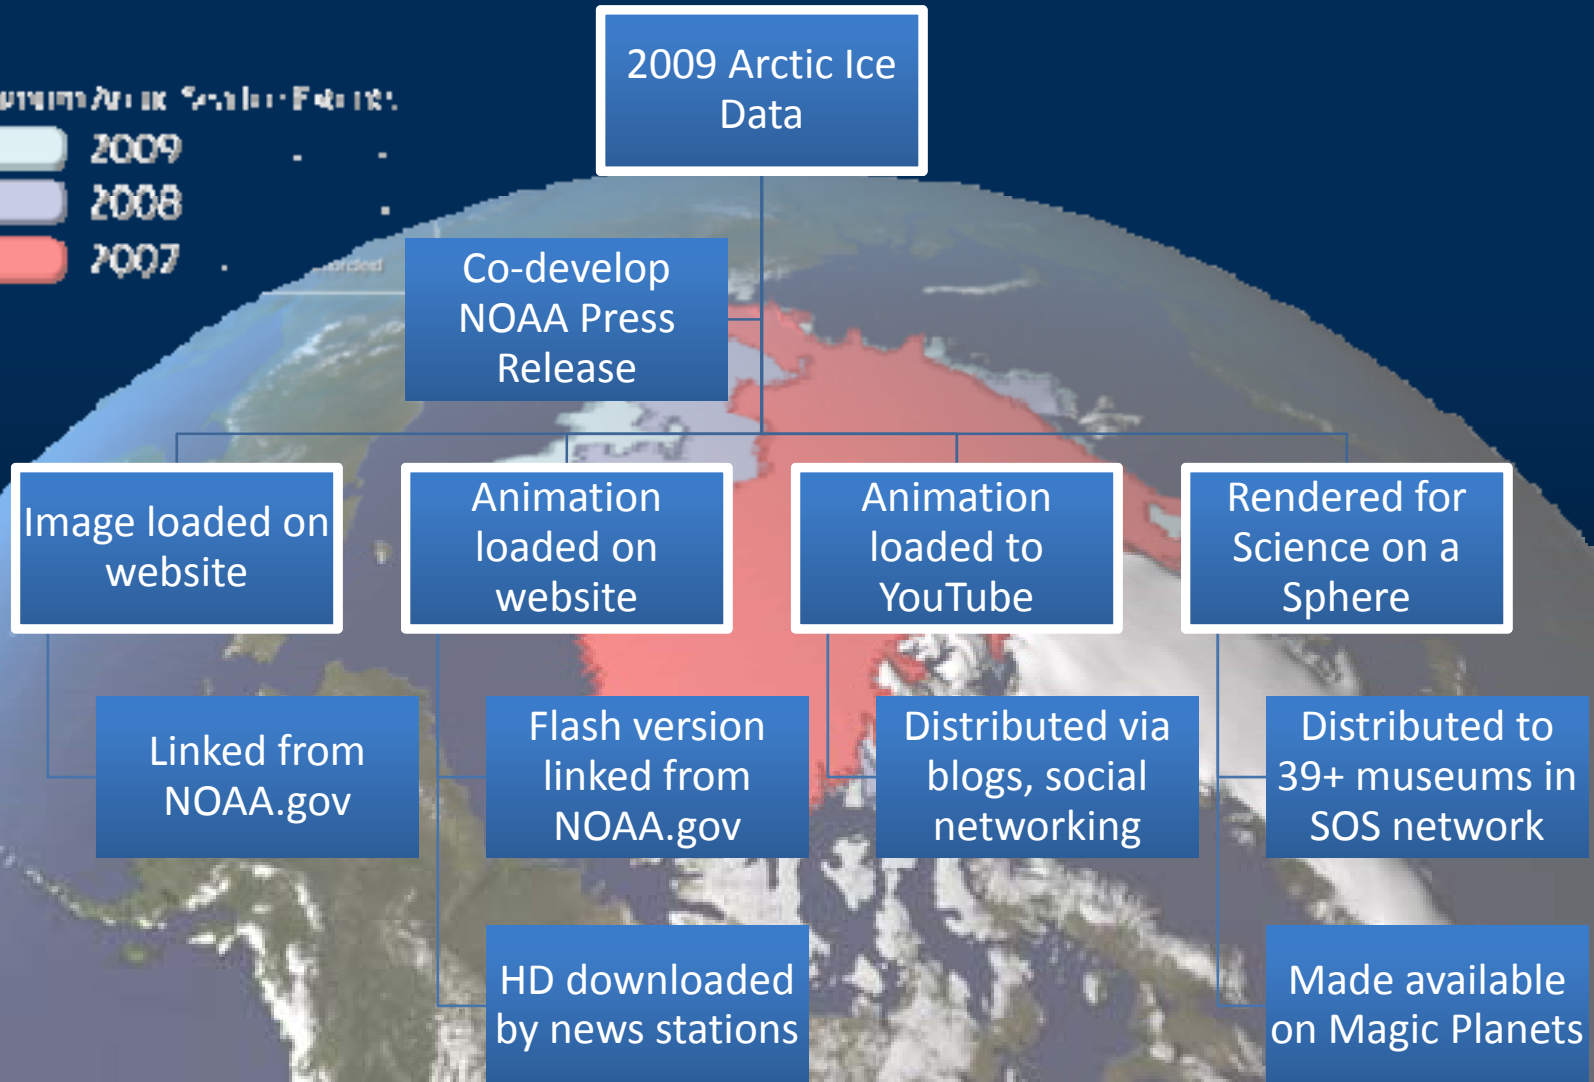 2009 Arctic Ice
Data
2009
2008
2007
Co-develop
NOAA Press
Release
Image loaded on
website
Animation
loaded on
website
Animation
loaded to
YouTube
Rendered for
Science on a
Sphere
Linked from
NOAA.gov
Flash version
linked from
NOAA.gov
Distributed via
blogs, social
networking
Distributed to
39+ museums in
SOS network
HD downloaded
by news stations
Made available
on Magic Planets